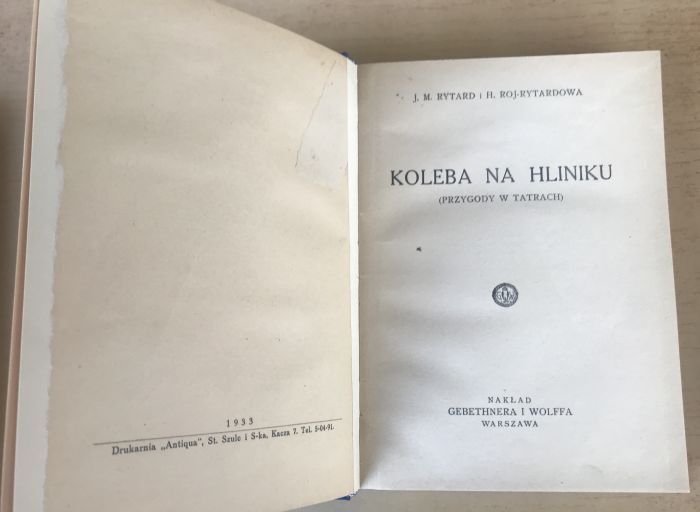 1933
Drukarnia „Antiqua", St. Szulc i S-ka, Kacza 7. Tel. 5-04-91.
J. M. RYTARD i H. ROJ-RYTARDOWA
KOLEBA NA HLINIKU
(PRZYGODY W TATRACH)
NAKŁAD
GEBETHNERA I WOLFFA
WARSZAWA